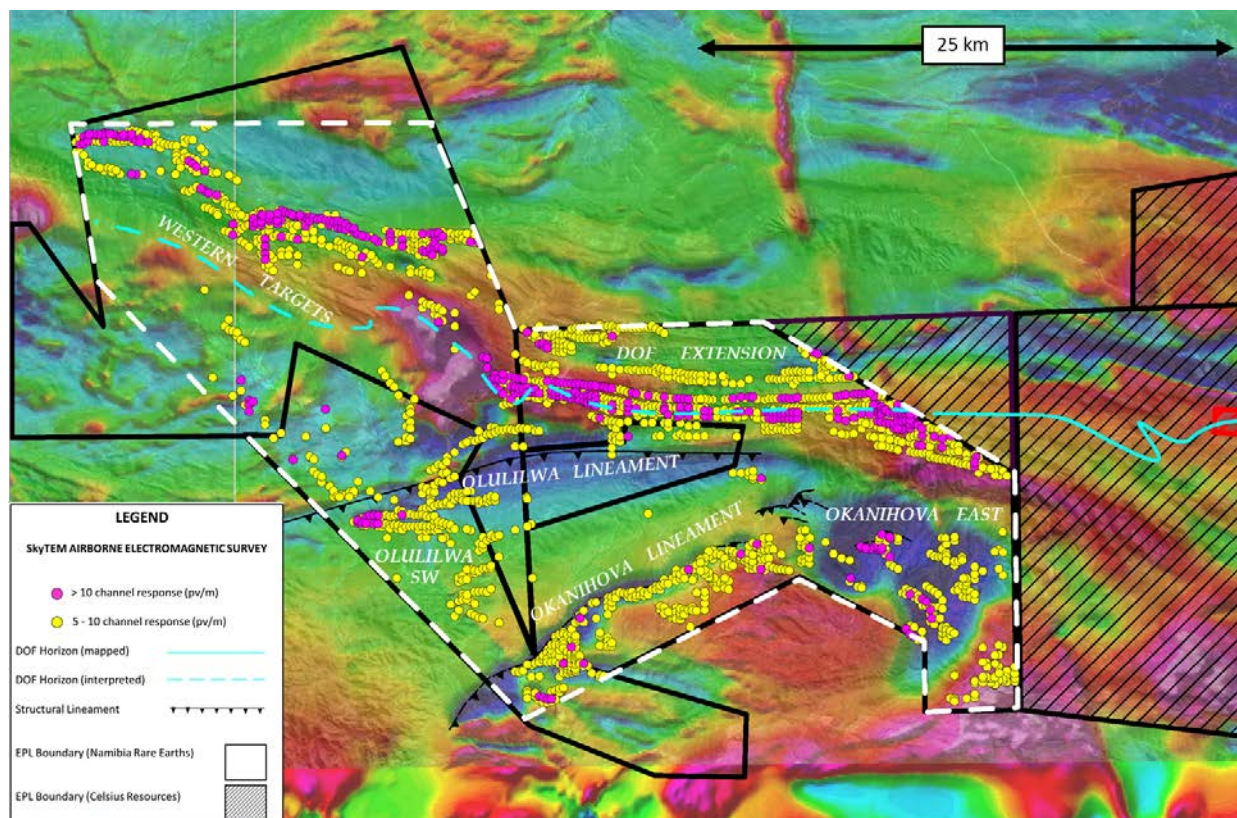 25 km
WESTERN TARGETS
DOF EXTENSION
OLULILWA LINEAMENT
OKANIHOVA EAST
OKANIHOVA LINEAMENT
OLULILWA
SW
LEGEND
SkyTEM AIRBORNE ELECTROMAGNETIC SURVEY
> 10 channel response (pv/m)
5 - 10 channel response (pv/m)
DOF Horizon (mapped)
DOF Horizon (interpreted)
Structural Lineament
EPL Boundary (Namibia Rare Earths)
EPL Boundary (Celsius Resources)